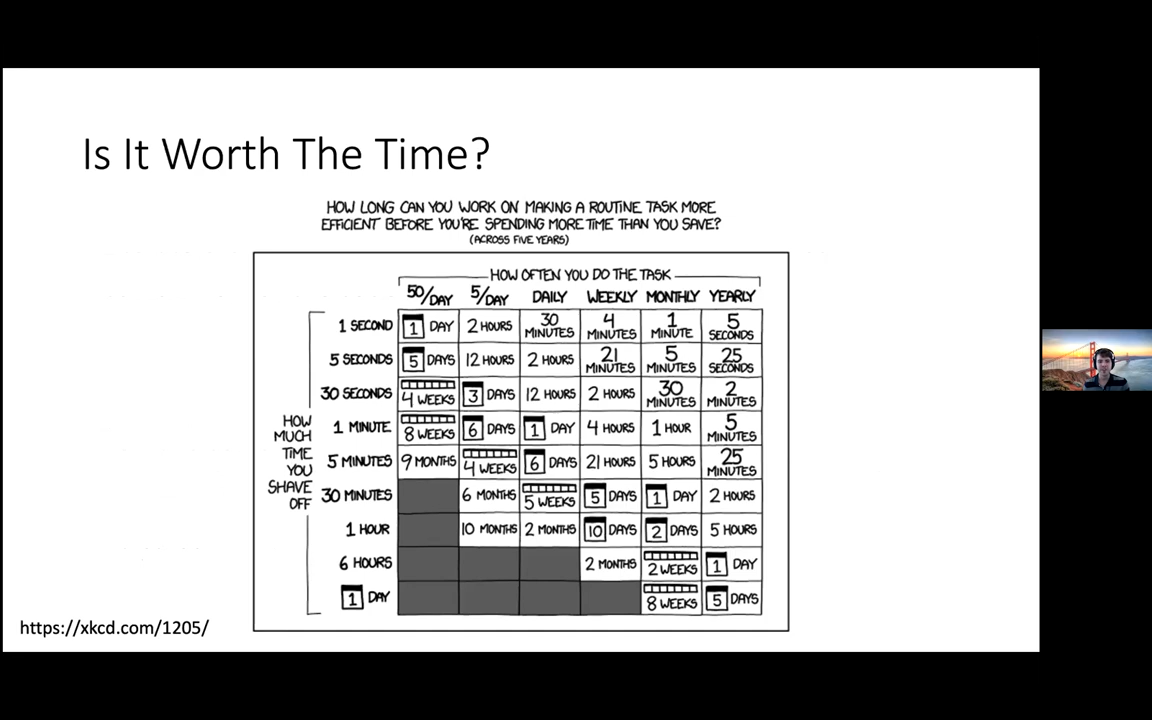 Is It Worth The Time?
HOW LONG CAN YOU WORK ON MAKING A ROUTINE TASK MORE
EFFICIENT BEFORE YOU'RE SPENDING MORE TIME THAN YOU SAVE?
(ACROSS FIVE YEARS)
HOW OFTEN YOU DO THE TASK
50/DAY 5/DAY DAILY WEEKLY MONTHLY YEARLY
HOW MUCH TIME YOU SHAVE OFF
1 SECOND 1 DAY 2 HOURS 30 MINUTES 4 MINUTES 1 MINUTE 5 SECONDS
5 SECONDS 5 DAYS 12 HOURS 2 HOURS 21 MINUTES 5 MINUTES 25 SECONDS
30 SECONDS 4 WEEKS 3 DAYS 12 HOURS 2 HOURS 30 MINUTES 2 MINUTES
1 MINUTE 8 WEEKS 6 DAYS 1 DAY 4 HOURS 1 HOUR 5 MINUTES
5 MINUTES 9 MONTHS 4 WEEKS 6 DAYS 21 HOURS 5 HOURS 25 MINUTES
30 MINUTES 6 MONTHS 5 WEEKS 5 DAYS 1 DAY 2 HOURS
1 HOUR 10 MONTHS 2 MONTHS 10 DAYS 2 DAYS 5 HOURS
6 HOURS 2 MONTHS 2 WEEKS 1 DAY
1 DAY 8 WEEKS 5 DAYS
https://xkcd.com/1205/